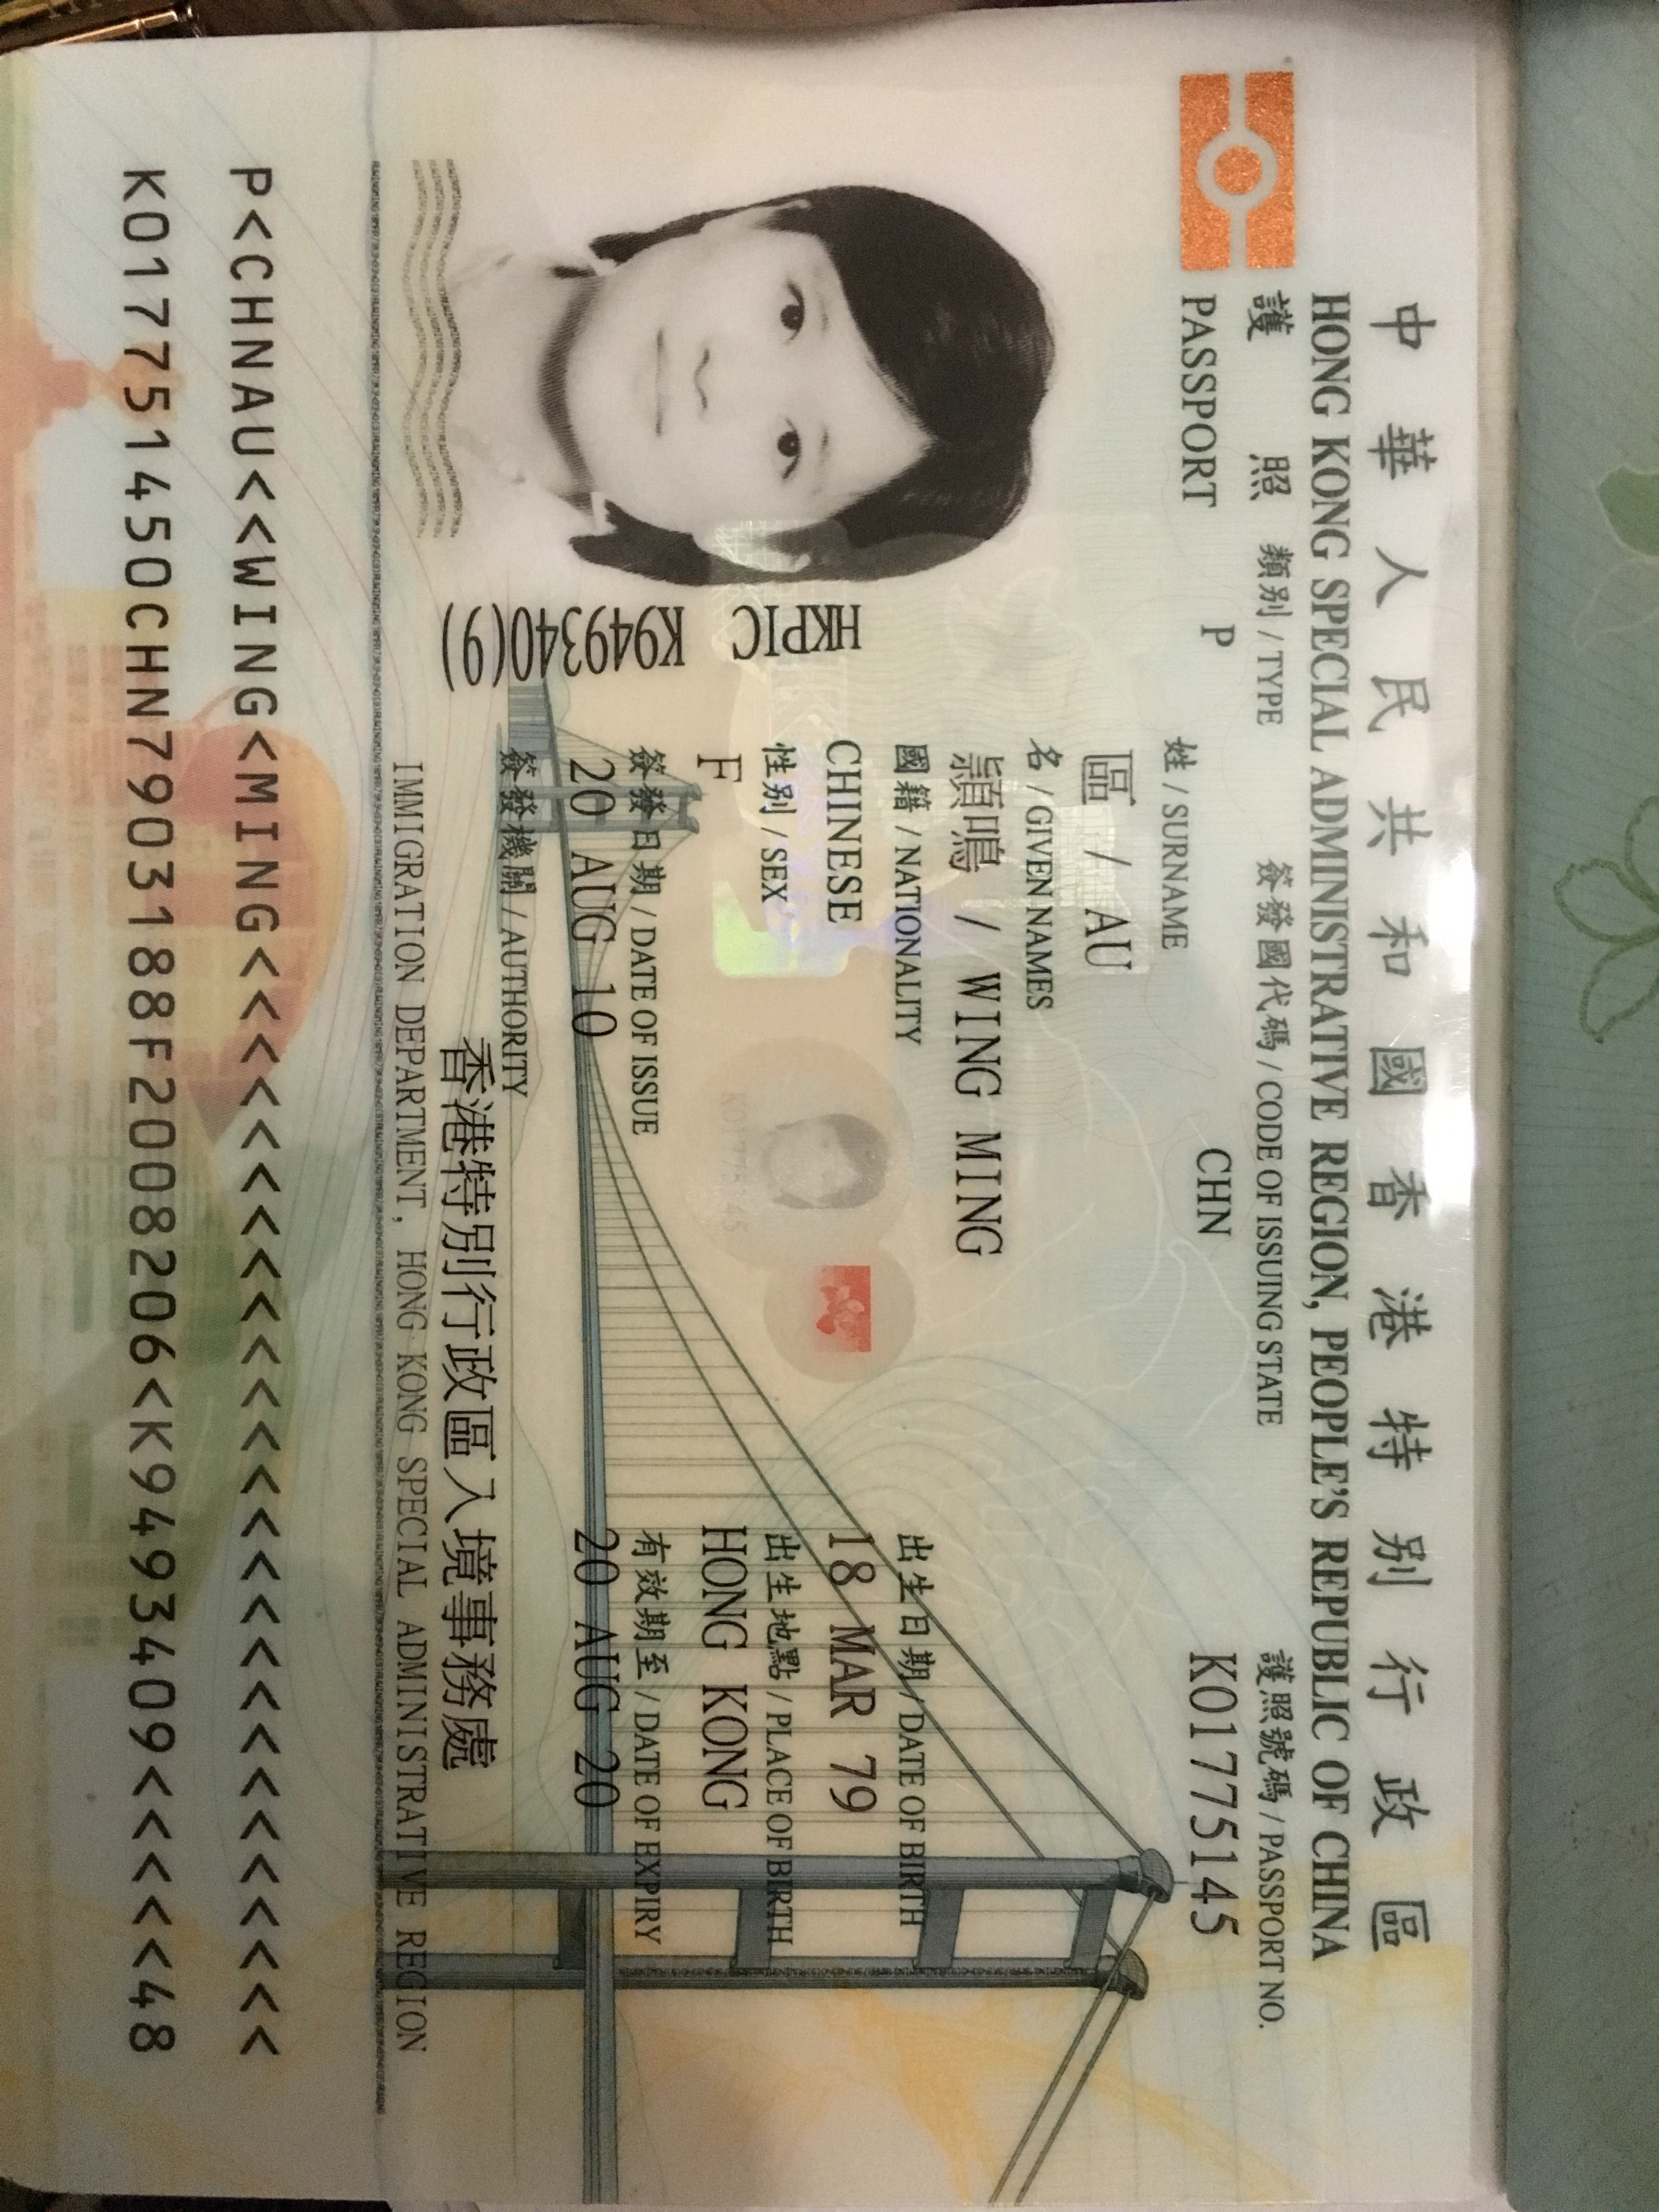 中華人民共和國香港特別行政區
HONG KONG SPECIAL ADMINISTRATIVE REGION, PEOPLE'S REPUBLIC OF CHINA
護照 類別 / TYPE 簽發國代碼 / CODE OF ISSUING STATE 護照號碼 / PASSPORT NO.
PASSPORT P CHN K01775145
姓 / SURNAME
區 / AU
名 / GIVEN NAMES
穎鳴 / WING MING
國籍 / NATIONALITY 出生日期 / DATE OF BIRTH
CHINESE 18 MAR 79
性別 / SEX 出生地點 / PLACE OF BIRTH
F HONG KONG
簽發日期 / DATE OF ISSUE 有效期至 / DATE OF EXPIRY
20 AUG 10 20 AUG 20
簽發機關 / AUTHORITY
香港特別行政區入境事務處
IMMIGRATION DEPARTMENT, HONG KONG SPECIAL ADMINISTRATIVE REGION
HKPIC
K949340(9)
P<CHNAU<<WING<MING<<<<<<<<<<<<<<<<<<<<<<<<<<
K017751450CHN7903188F2008206<K9493409<<<<<48